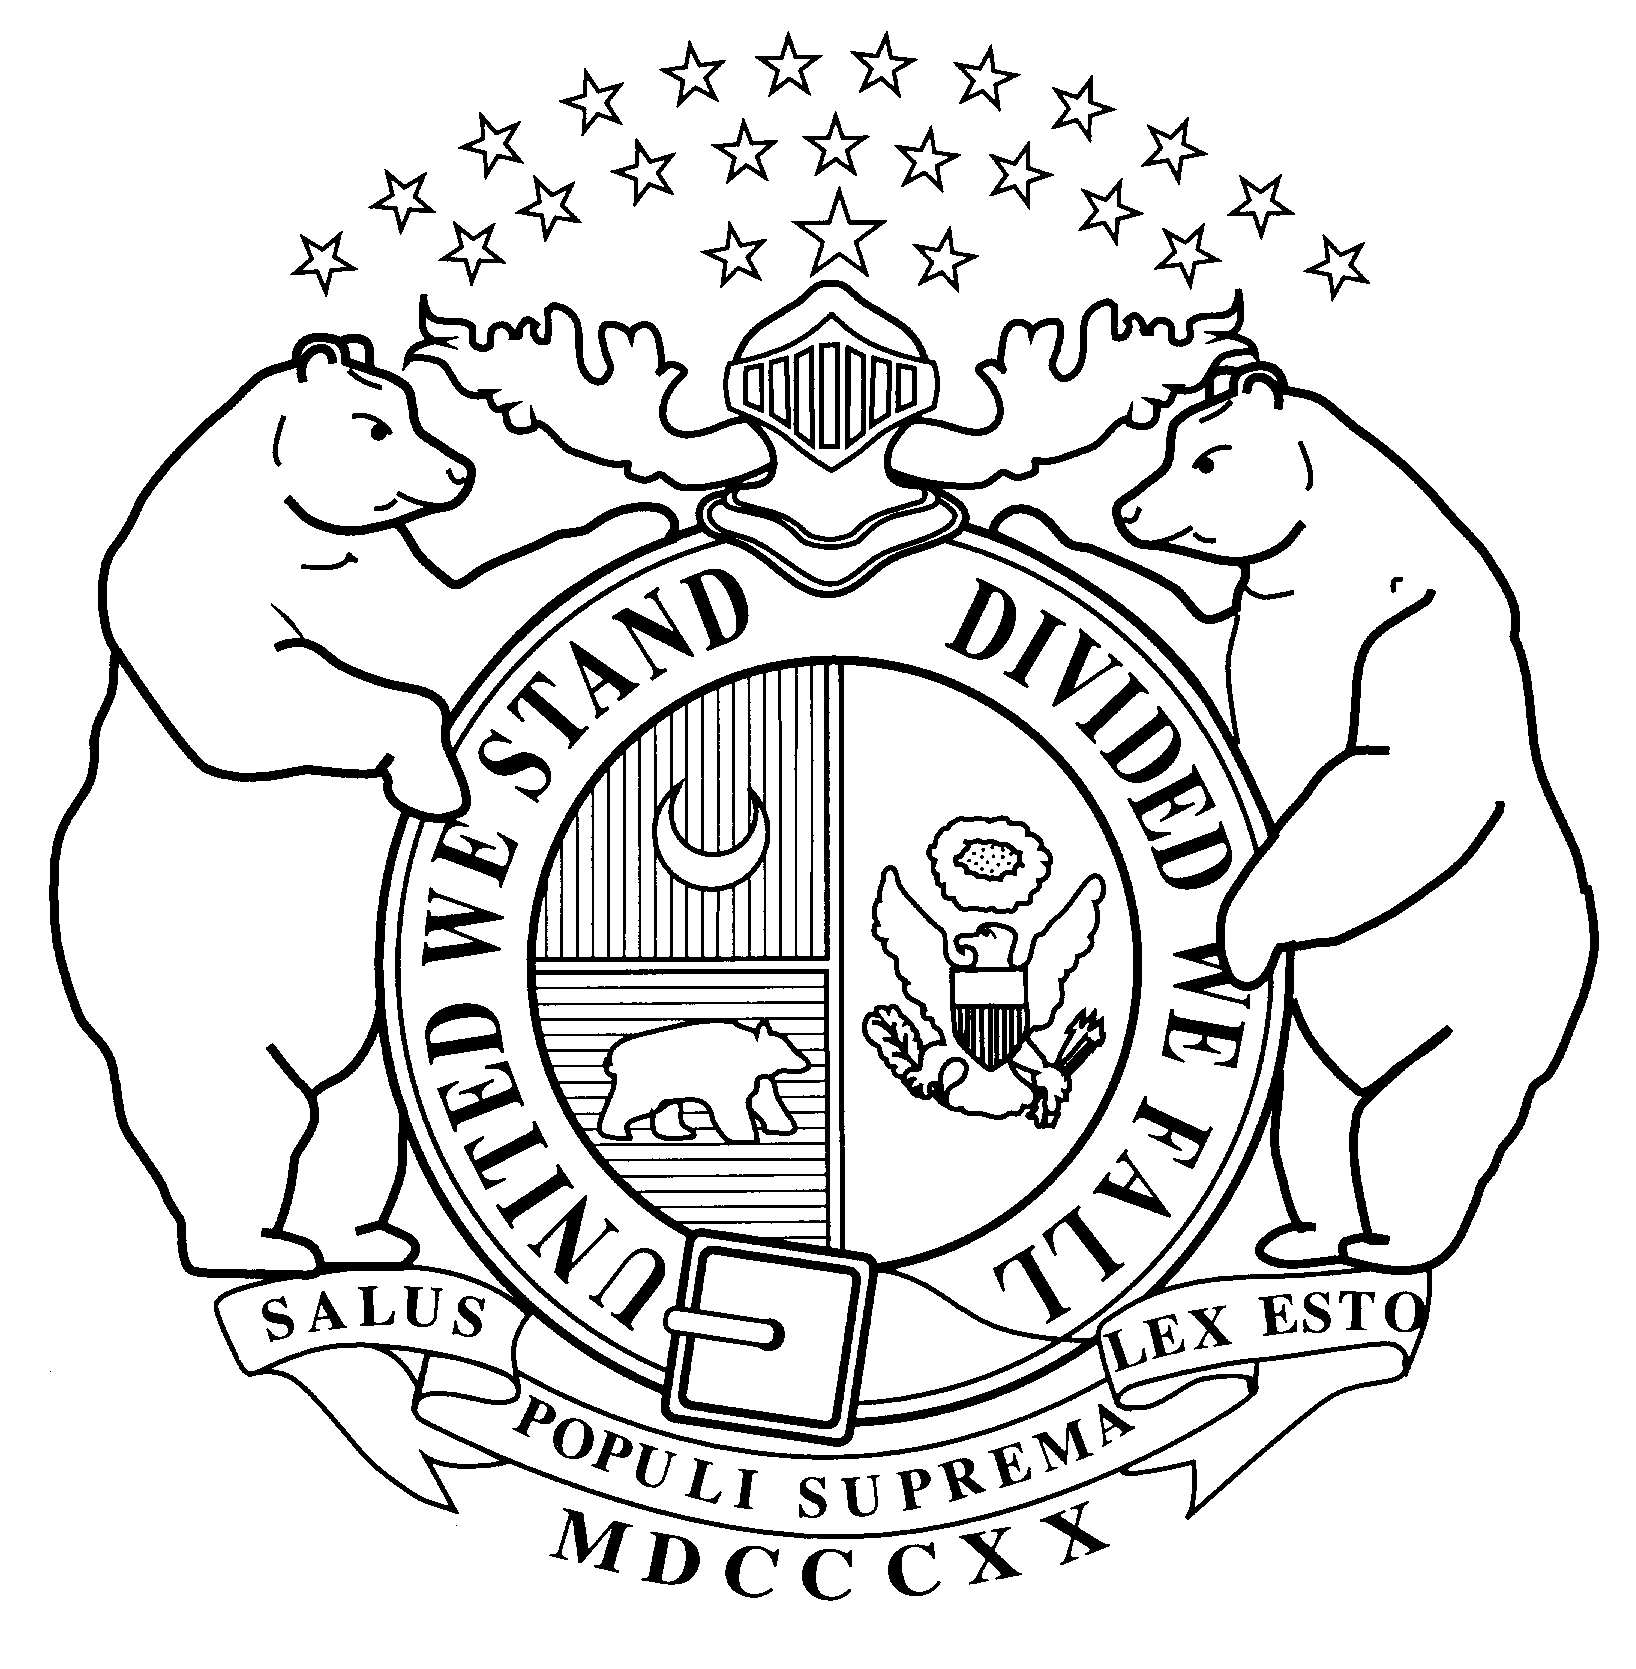 UNITED WE STAND DIVIDED WE FALL
SALUS
POPULI SUPREMA
LEX ESTO
MDCCCXX